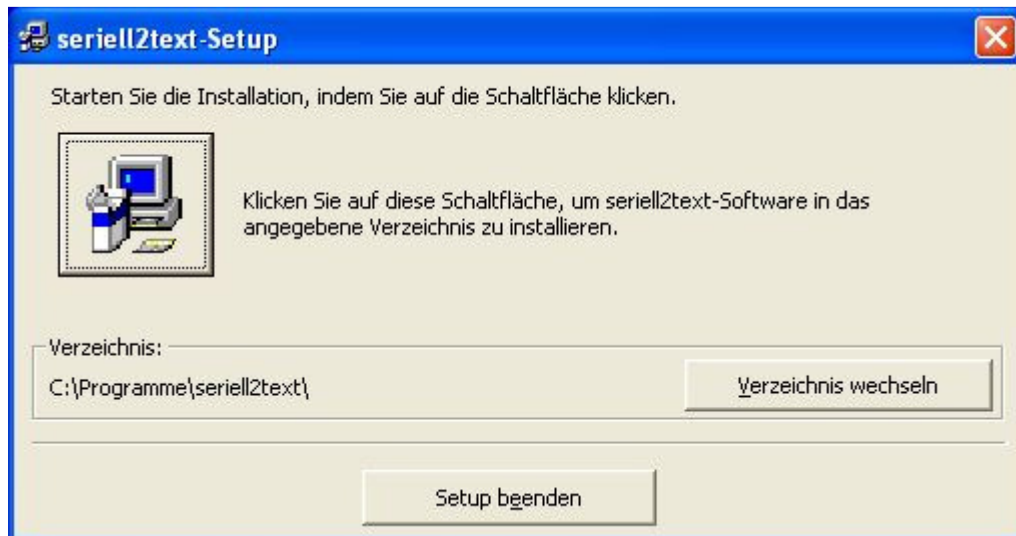 seriell2text-Setup
Starten Sie die Installation, indem Sie auf die Schaltfläche klicken.
Klicken Sie auf diese Schaltfläche, um seriell2text-Software in das
angegebene Verzeichnis zu installieren.
Verzeichnis:
C:\Programme\seriell2text\
Verzeichnis wechseln
Setup beenden